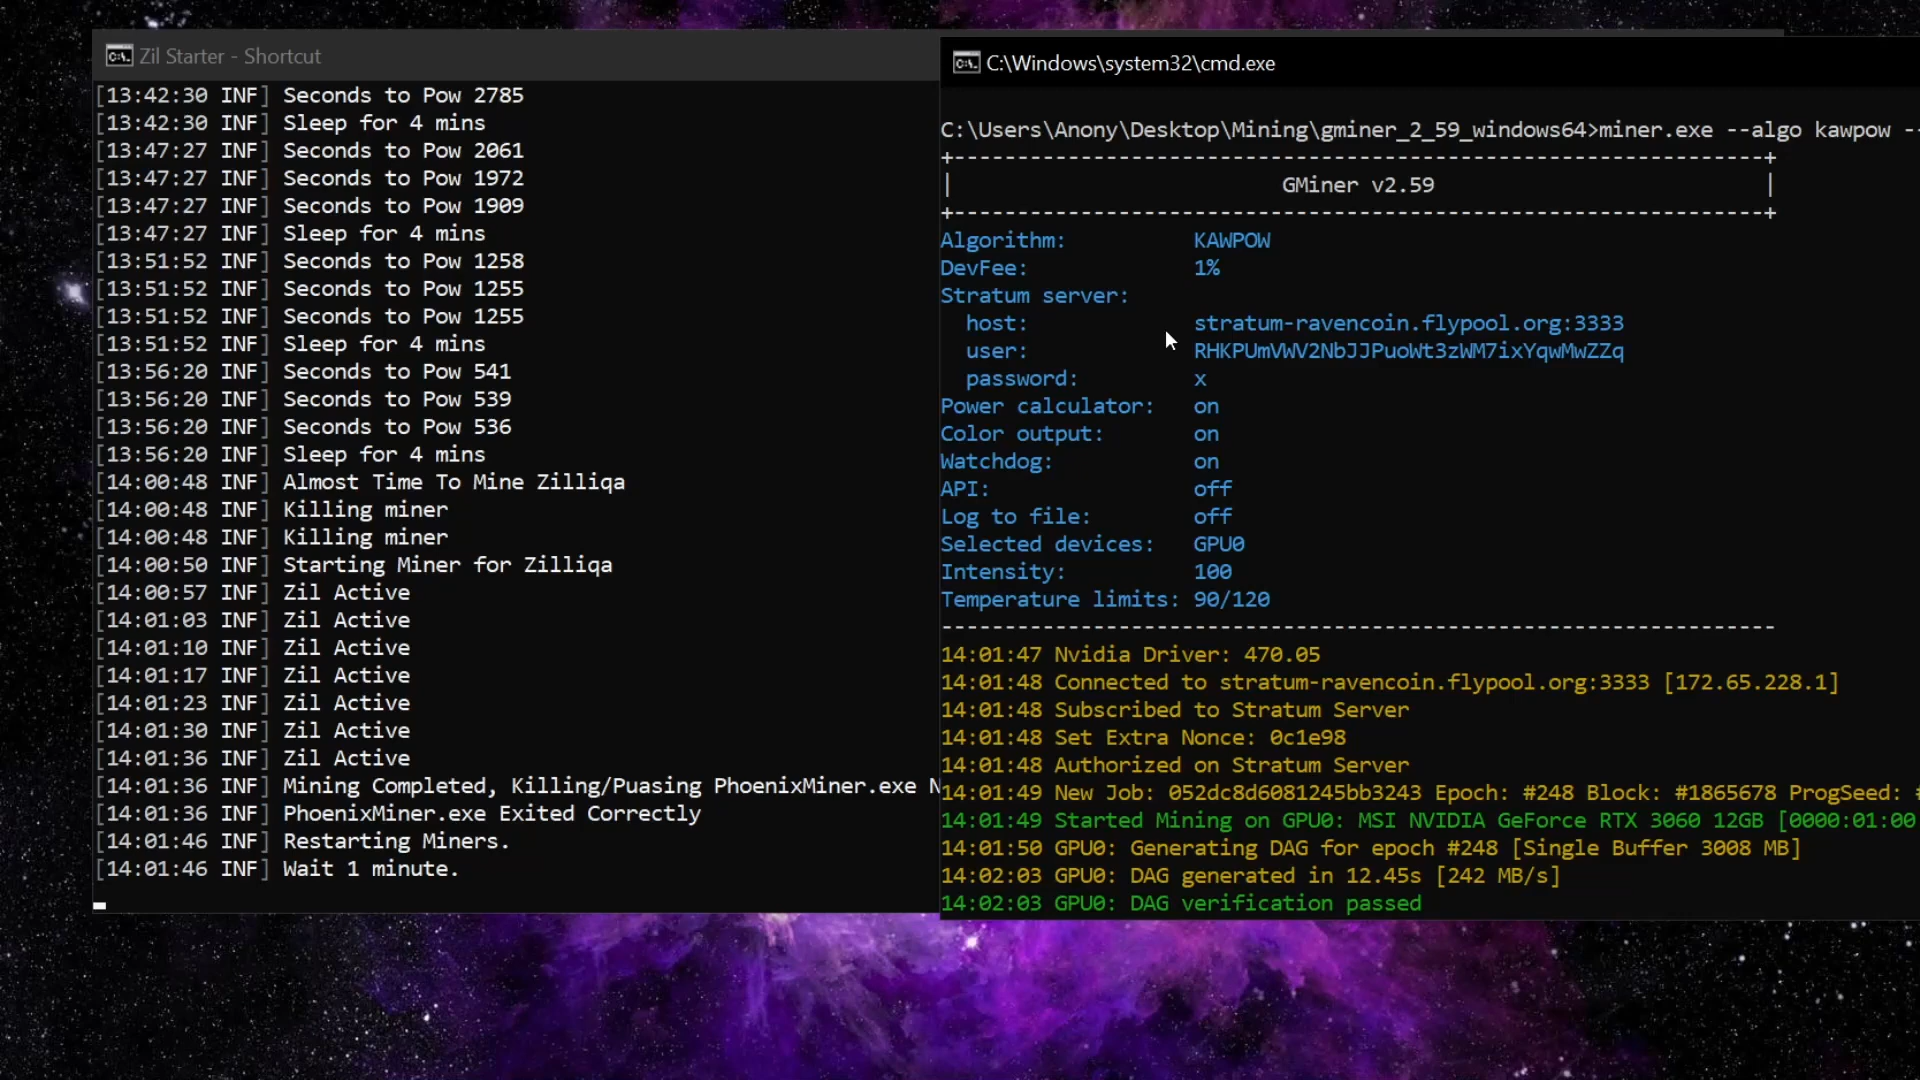 Zil Starter - Shortcut
[13:42:30 INF] Seconds to Pow 2785
[13:42:30 INF] Sleep for 4 mins
[13:47:27 INF] Seconds to Pow 2061
[13:47:27 INF] Seconds to Pow 1972
[13:47:27 INF] Seconds to Pow 1909
[13:47:27 INF] Sleep for 4 mins
[13:51:52 INF] Seconds to Pow 1258
[13:51:52 INF] Seconds to Pow 1255
[13:51:52 INF] Seconds to Pow 1255
[13:51:52 INF] Sleep for 4 mins
[13:56:20 INF] Seconds to Pow 541
[13:56:20 INF] Seconds to Pow 539
[13:56:20 INF] Seconds to Pow 536
[13:56:20 INF] Sleep for 4 mins
[14:00:48 INF] Almost Time To Mine Zilliqa
[14:00:48 INF] Killing miner
[14:00:48 INF] Killing miner
[14:00:50 INF] Starting Miner for Zilliqa
[14:00:57 INF] Zil Active
[14:01:03 INF] Zil Active
[14:01:10 INF] Zil Active
[14:01:17 INF] Zil Active
[14:01:23 INF] Zil Active
[14:01:30 INF] Zil Active
[14:01:36 INF] Zil Active
[14:01:36 INF] Mining Completed, Killing/Puasing PhoenixMiner.exe N
[14:01:36 INF] PhoenixMiner.exe Exited Correctly
[14:01:46 INF] Restarting Miners.
[14:01:46 INF] Wait 1 minute.
C:\Windows\system32\cmd.exe
C:\Users\Anony\Desktop\Mining\gminer_2_59_windows64>miner.exe --algo kawpow --
GMiner v2.59
Algorithm: KAWPOW
DevFee: 1%
Stratum server:
host: stratum-ravencoin.flypool.org:3333
user: RHKPUmVWV2NbJJPuoWt3zWM7ixYqwMwZZq
password: x
Power calculator: on
Color output: on
Watchdog: on
API: off
Log to file: off
Selected devices: GPU0
Intensity: 100
Temperature limits: 90/120
14:01:47 Nvidia Driver: 470.05
14:01:48 Connected to stratum-ravencoin.flypool.org:3333 [172.65.228.1]
14:01:48 Subscribed to Stratum Server
14:01:48 Set Extra Nonce: 0c1e98
14:01:48 Authorized on Stratum Server
14:01:49 New Job: 052dc8d6081245bb3243 Epoch: #248 Block: #1865678 ProgSeed: #
14:01:49 Started Mining on GPU0: MSI NVIDIA GeForce RTX 3060 12GB [0000:01:00
14:01:50 GPU0: Generating DAG for epoch #248 [Single Buffer 3008 MB]
14:02:03 GPU0: DAG generated in 12.45s [242 MB/s]
14:02:03 GPU0: DAG verification passed